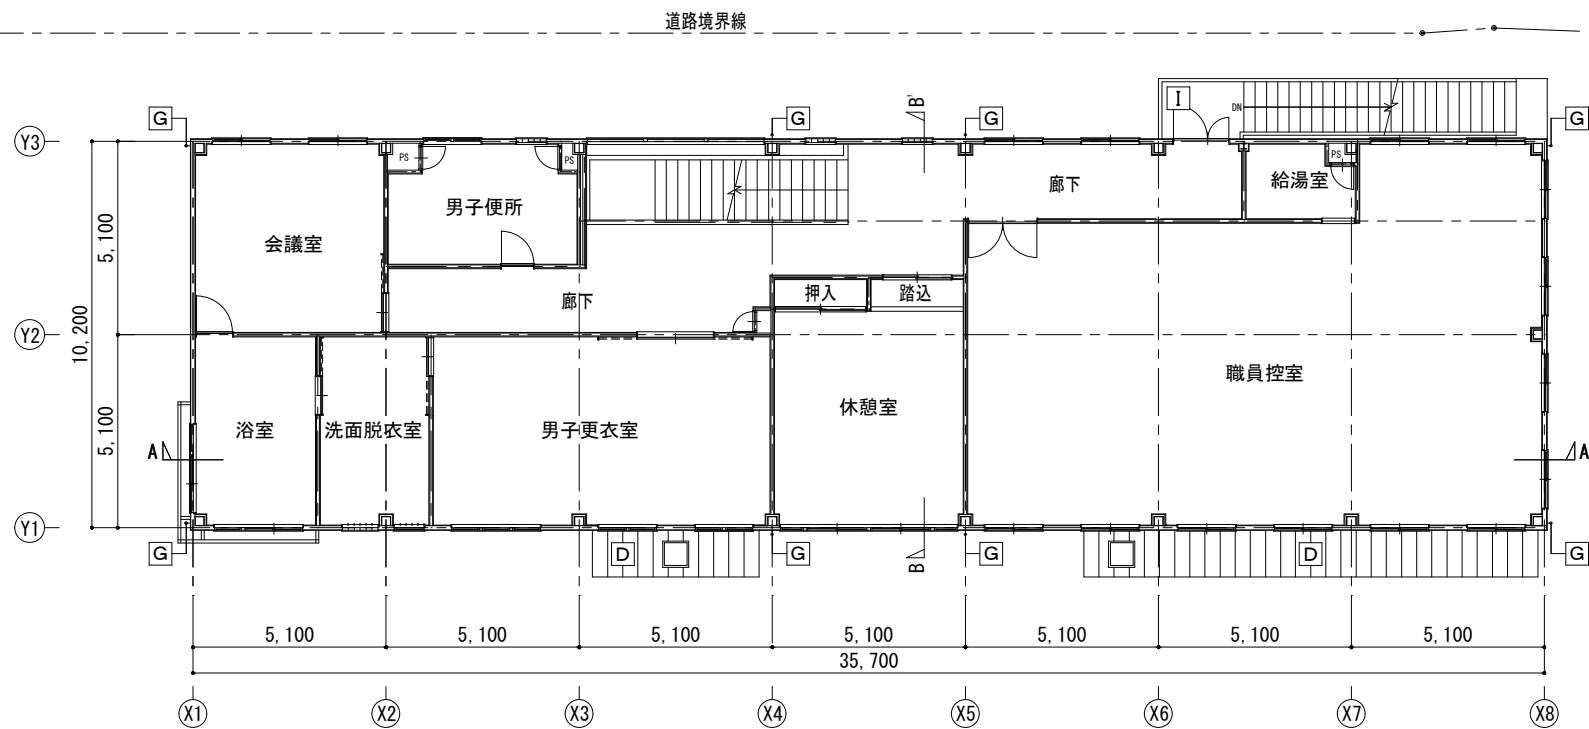 道路境界線
G
G
B
G
I
DN
G
Y3
PS
PS
PS
廊下
給湯室
男子便所
会議室
5,100
押入
踏込
廊下
10,200
Y2
職員控室
休憩室
浴室
洗面脱衣室
男子更衣室
5,100
A
A
Y1
G
D
G
B
G
D
G
5,100
5,100
5,100
5,100
5,100
5,100
5,100
35,700
X1
X2
X3
X4
X5
X6
X7
X8